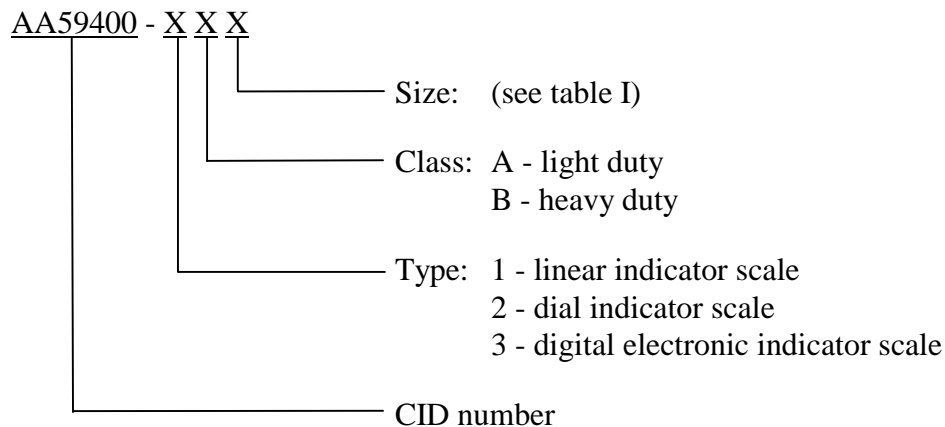 AA59400 - X X X
Size: (see table I)
Class: A - light duty
B - heavy duty
Type: 1 - linear indicator scale
2 - dial indicator scale
3 - digital electronic indicator scale
CID number